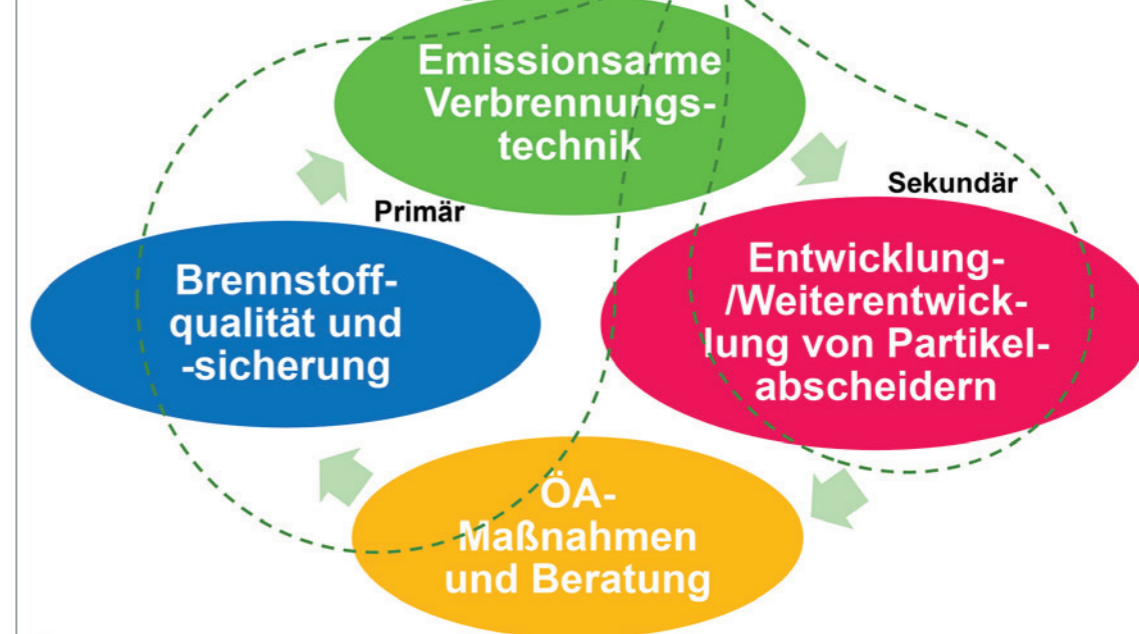 Emissionsarme
Verbrennungs-
technik
Sekundär
Primär
Entwicklung-
/Weiterentwick-
lung von Partikel-
abscheidern
Brennstoff-
qualität und
-sicherung
ÖA-
Maßnahmen
und Beratung